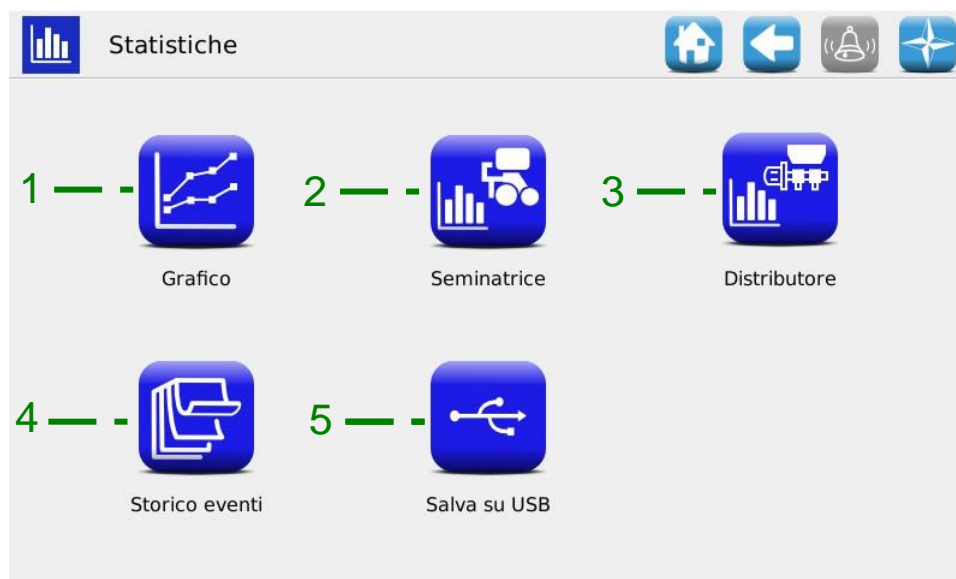 Statistiche
1
2
3
Grafico
Seminatrice
Distributore
4
5
Storico eventi
Salva su USB